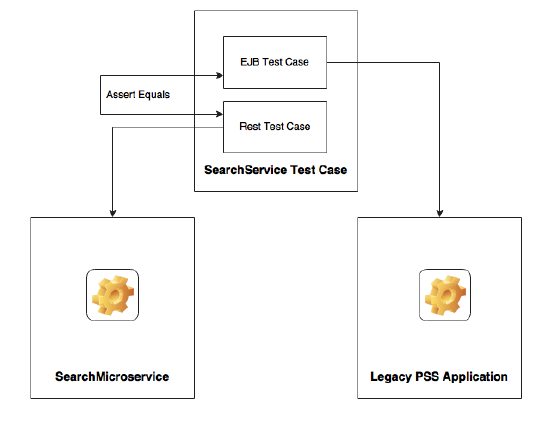 EJB Test Case
Assert Equals
Rest Test Case
SearchService Test Case
SearchMicroservice
Legacy PSS Application